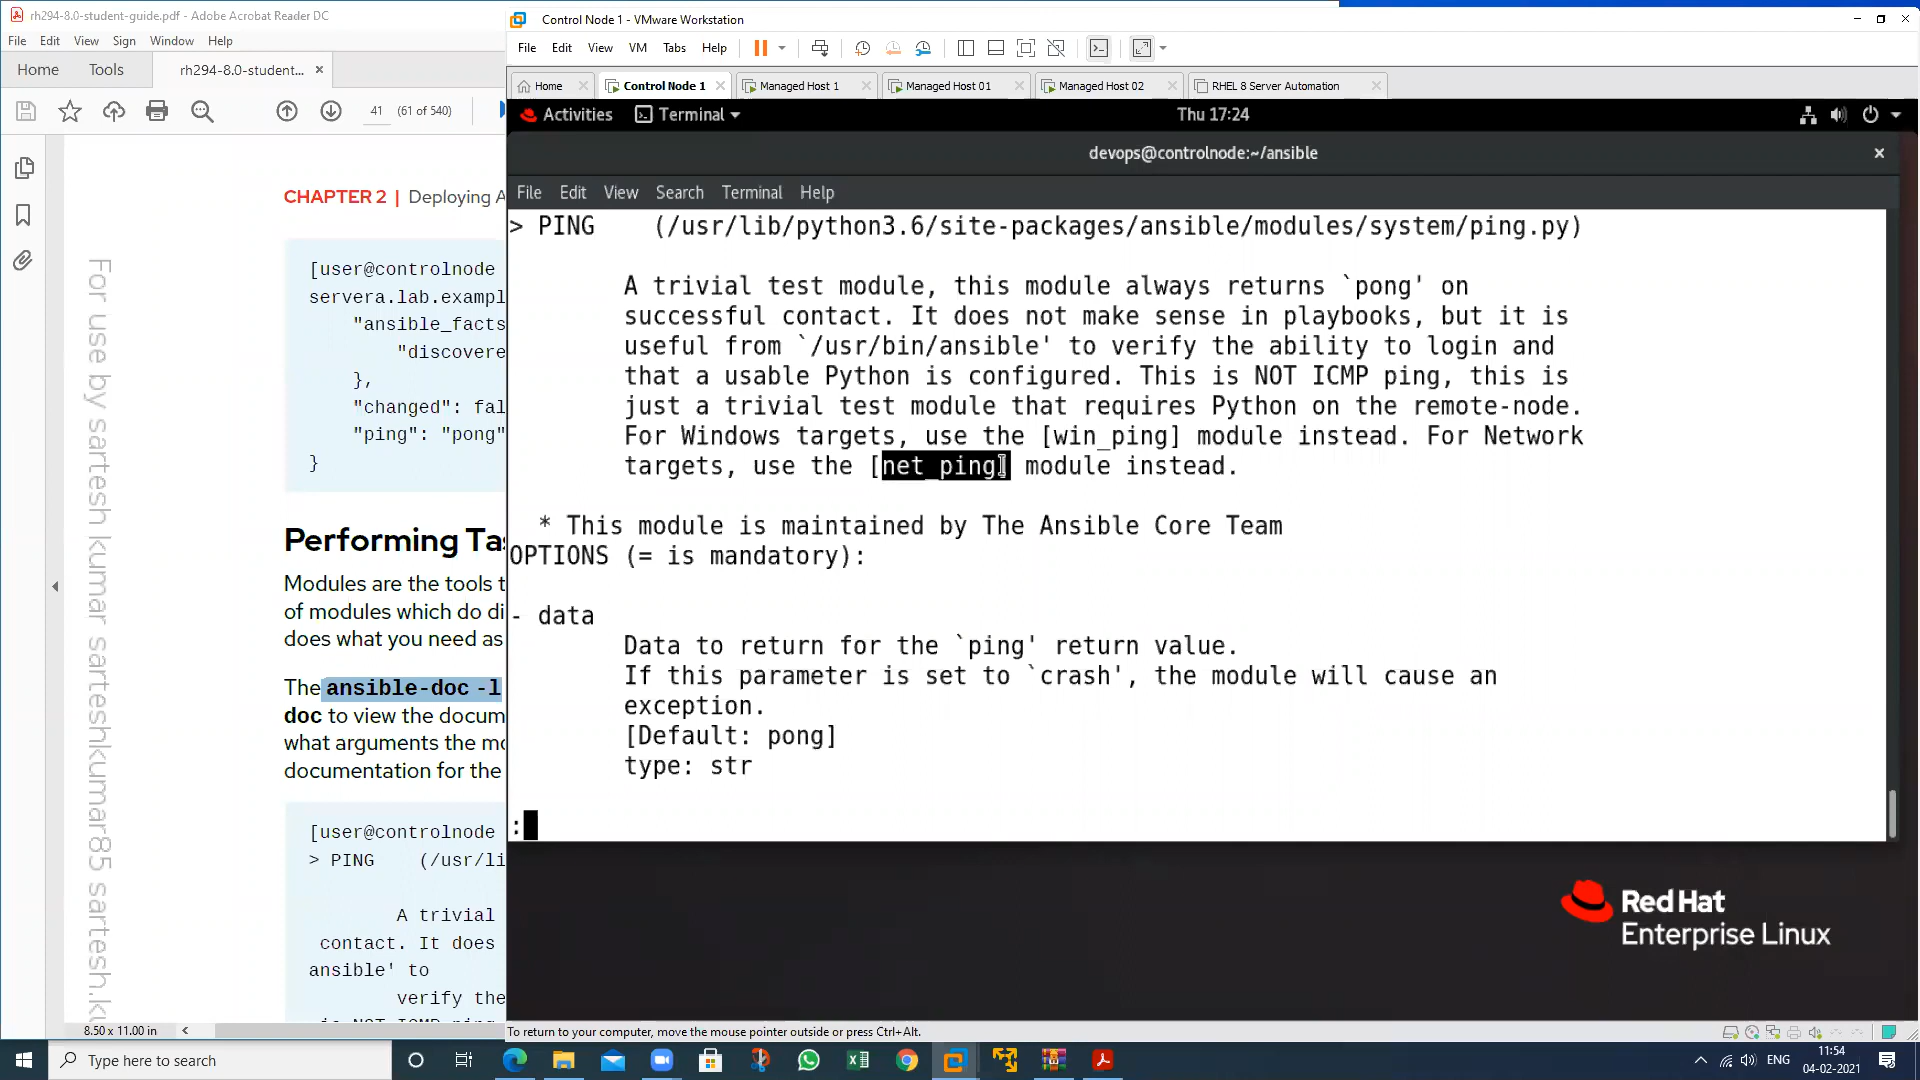 rh294-8.0-student-guide.pdf - Adobe Acrobat Reader DC
File Edit View Sign Window Help
Home Tools rh294-8.0-student... ×
41 (61 of 540)
CHAPTER 2 | Deploying A
[user@controlnode
servera.lab.exampl
"ansible_facts
"discovere
},
"changed": fal
"ping": "pong"
}
Performing Ta
Modules are the tools t
of modules which do di
does what you need as
The ansible-doc -l
doc to view the docum
what arguments the mo
documentation for the
[user@controlnode
> PING (/usr/li
A trivial
contact. It does
ansible' to
verify the
For use by sartesh kumar sarteshkumar85 sartesh.k
8.50 x 11.00 in
Control Node 1 - VMware Workstation
File Edit View VM Tabs Help
Home Control Node 1 Managed Host 1 Managed Host 01 Managed Host 02 RHEL 8 Server Automation
Activities Terminal Thu 17:24
devops@controlnode:~/ansible
File Edit View Search Terminal Help
> PING (/usr/lib/python3.6/site-packages/ansible/modules/system/ping.py)
A trivial test module, this module always returns `pong' on
successful contact. It does not make sense in playbooks, but it is
useful from `/usr/bin/ansible' to verify the ability to login and
that a usable Python is configured. This is NOT ICMP ping, this is
just a trivial test module that requires Python on the remote-node.
For Windows targets, use the [win_ping] module instead. For Network
targets, use the [net_ping] module instead.
* This module is maintained by The Ansible Core Team
OPTIONS (= is mandatory):
- data
Data to return for the `ping' return value.
If this parameter is set to `crash', the module will cause an
exception.
[Default: pong]
type: str
:
Red Hat
Enterprise Linux
To return to your computer, move the mouse pointer outside or press Ctrl+Alt.
Type here to search
ENG
11:54
04-02-2021